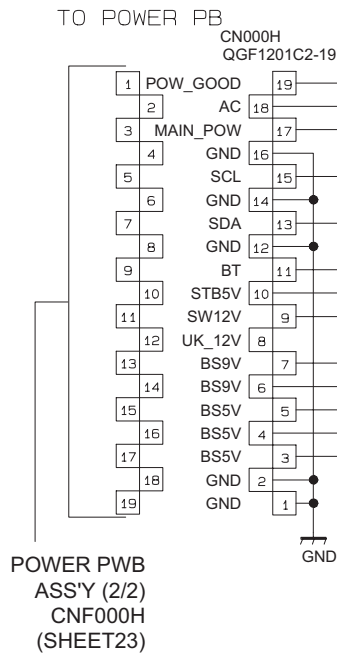 TO POWER PB
CN000H
QGF1201C2-19
1 POW_GOOD 19
2 AC 18
3 MAIN_POW 17
4 GND 16
5 SCL 15
6 GND 14
7 SDA 13
8 GND 12
9 BT 11
10 STB5V 10
11 SW12V 9
12 UK_12V 8
13 BS9V 7
14 BS9V 6
15 BS5V 5
16 BS5V 4
17 BS5V 3
18 GND 2
19 GND 1
GND
POWER PWB
ASS'Y (2/2)
CNF000H
(SHEET23)